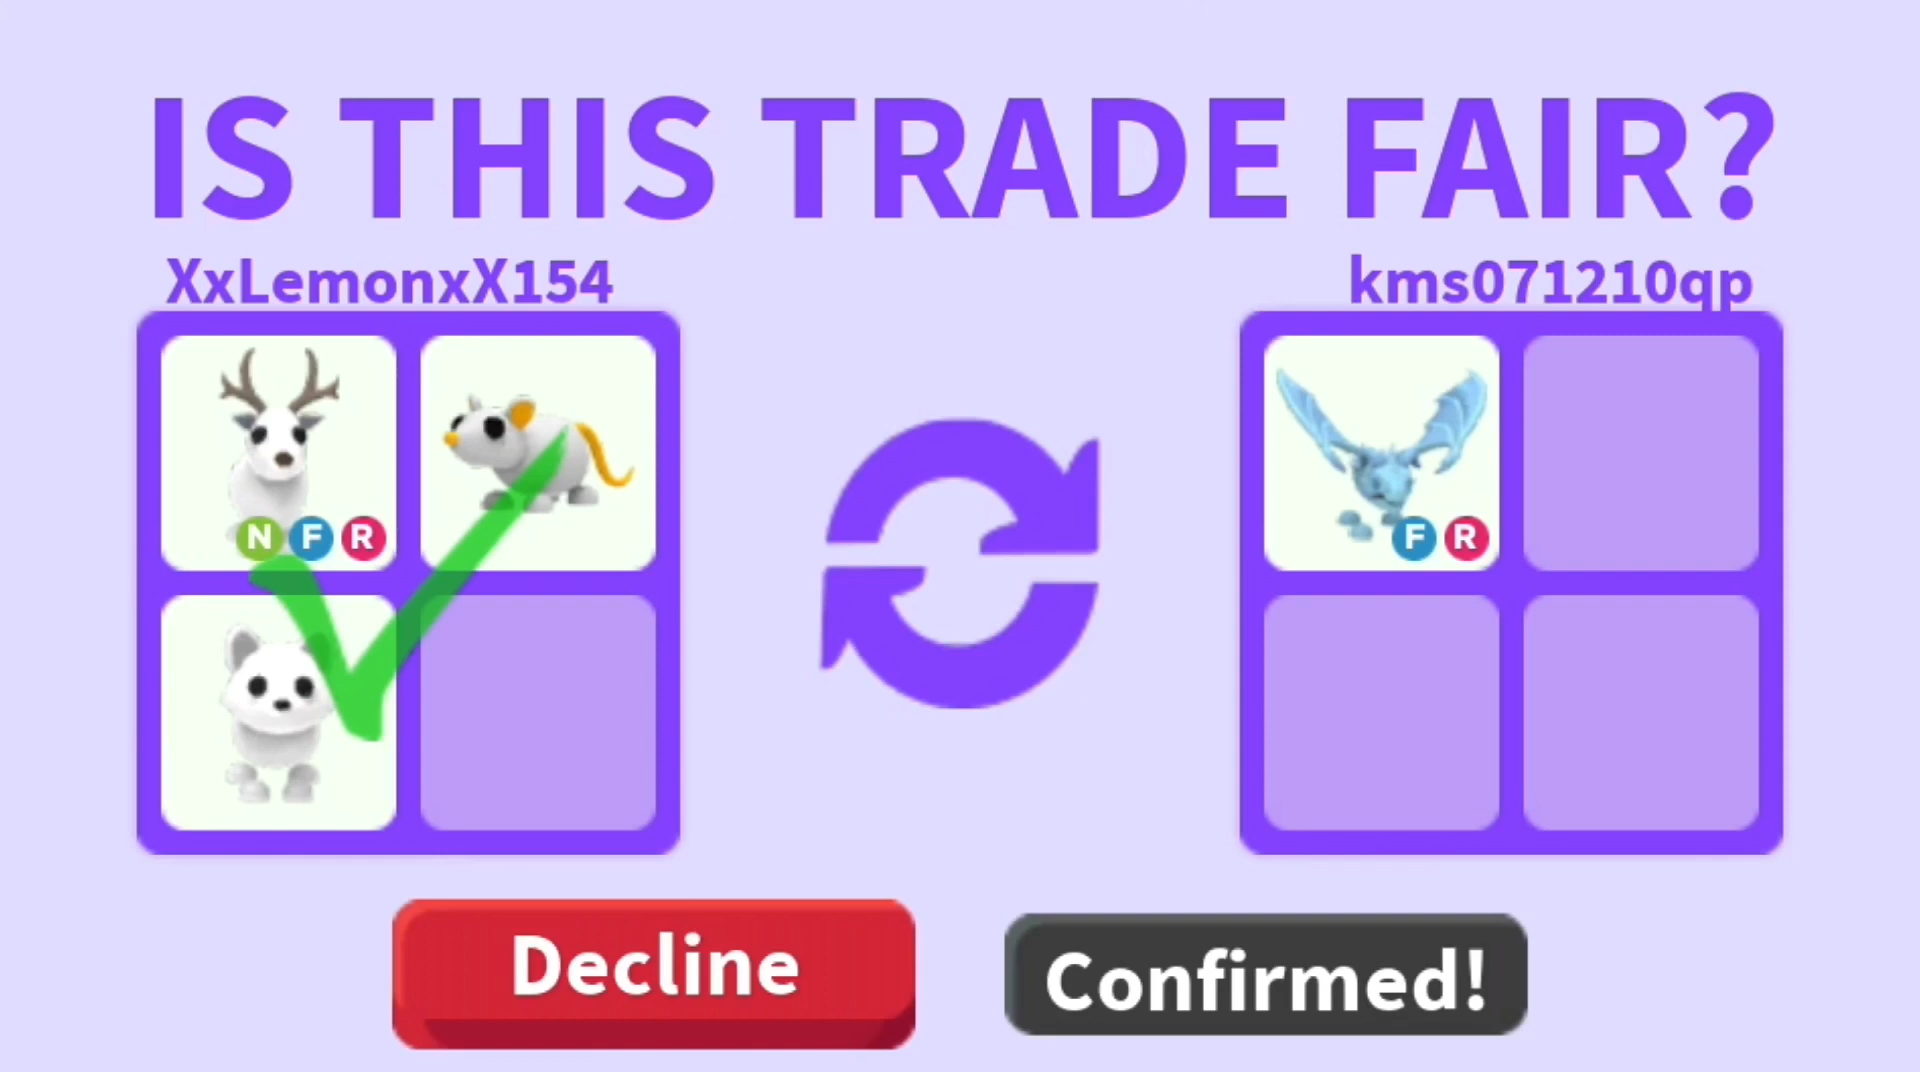 IS THIS TRADE FAIR?
XxLemonxX154
kms071210qp
N F R
F R
Decline
Confirmed!